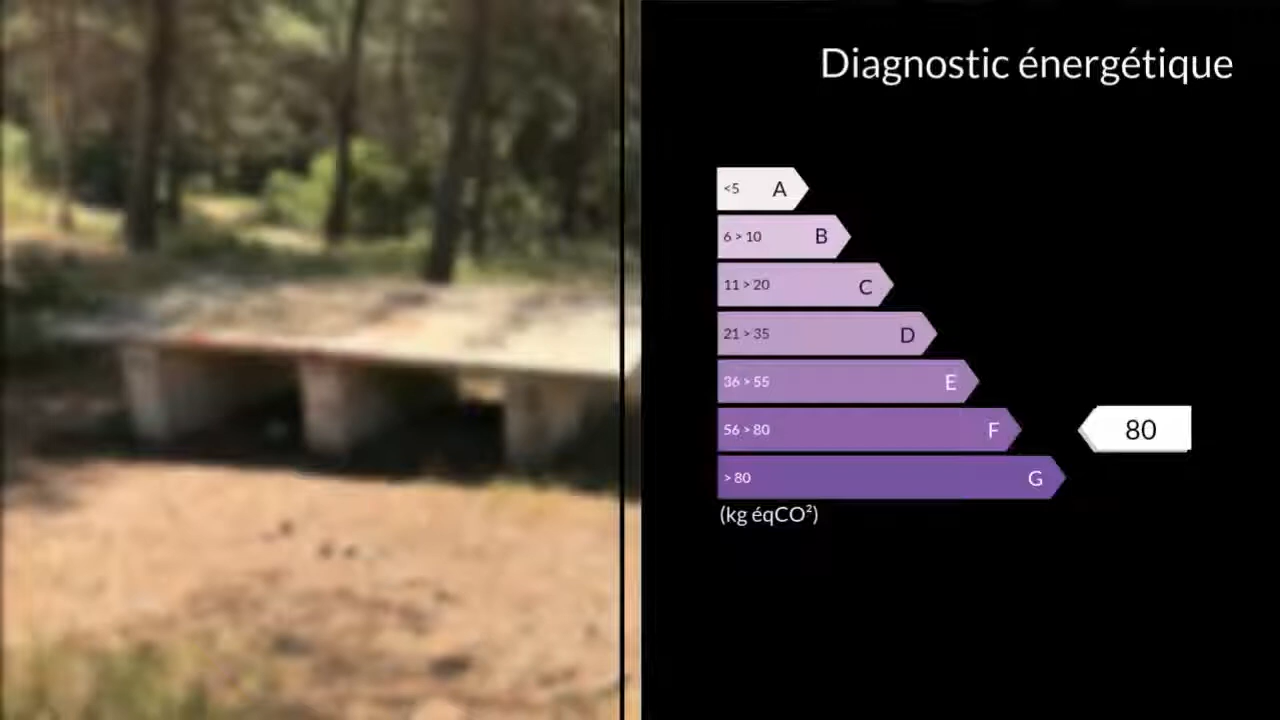 Diagnostic énergétique
<5 A
6 > 10 B
11 > 20 C
21 > 35 D
36 > 55 E
56 > 80 F 80
> 80 G
(kg éqCO²)